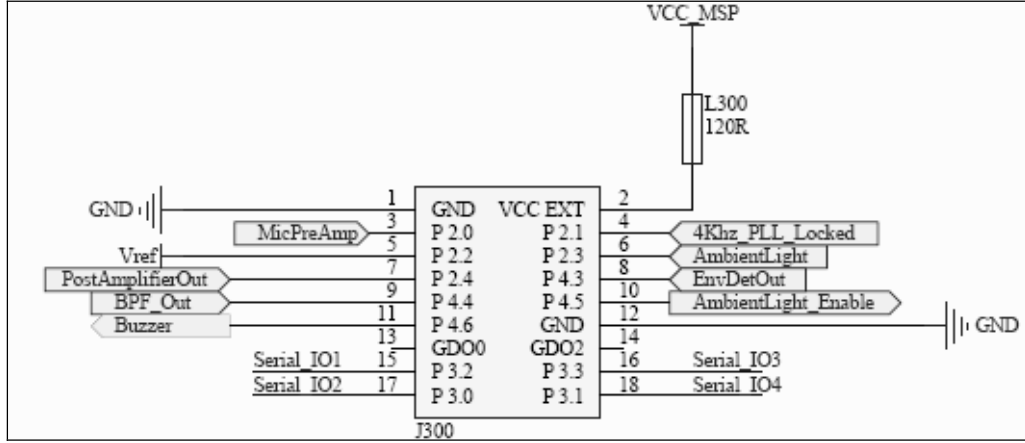 VCC_MSP
L300
120R
1 2
GND GND VCC EXT
3 4
MicPreAmp P 2.0 P 2.1 4Khz_PLL_Locked
5 6
Vref P 2.2 P 2.3 AmbientLight
7 8
PostAmplifierOut P 2.4 P 4.3 EnvDetOut
9 10
BPF_Out P 4.4 P 4.5 AmbientLight_Enable
11 12
Buzzer P 4.6 GND GND
13 14
GDO0 GDO2
Serial_IO1 15 16 Serial_IO3
P 3.2 P 3.3
Serial_IO2 17 18 Serial_IO4
P 3.0 P 3.1
J300